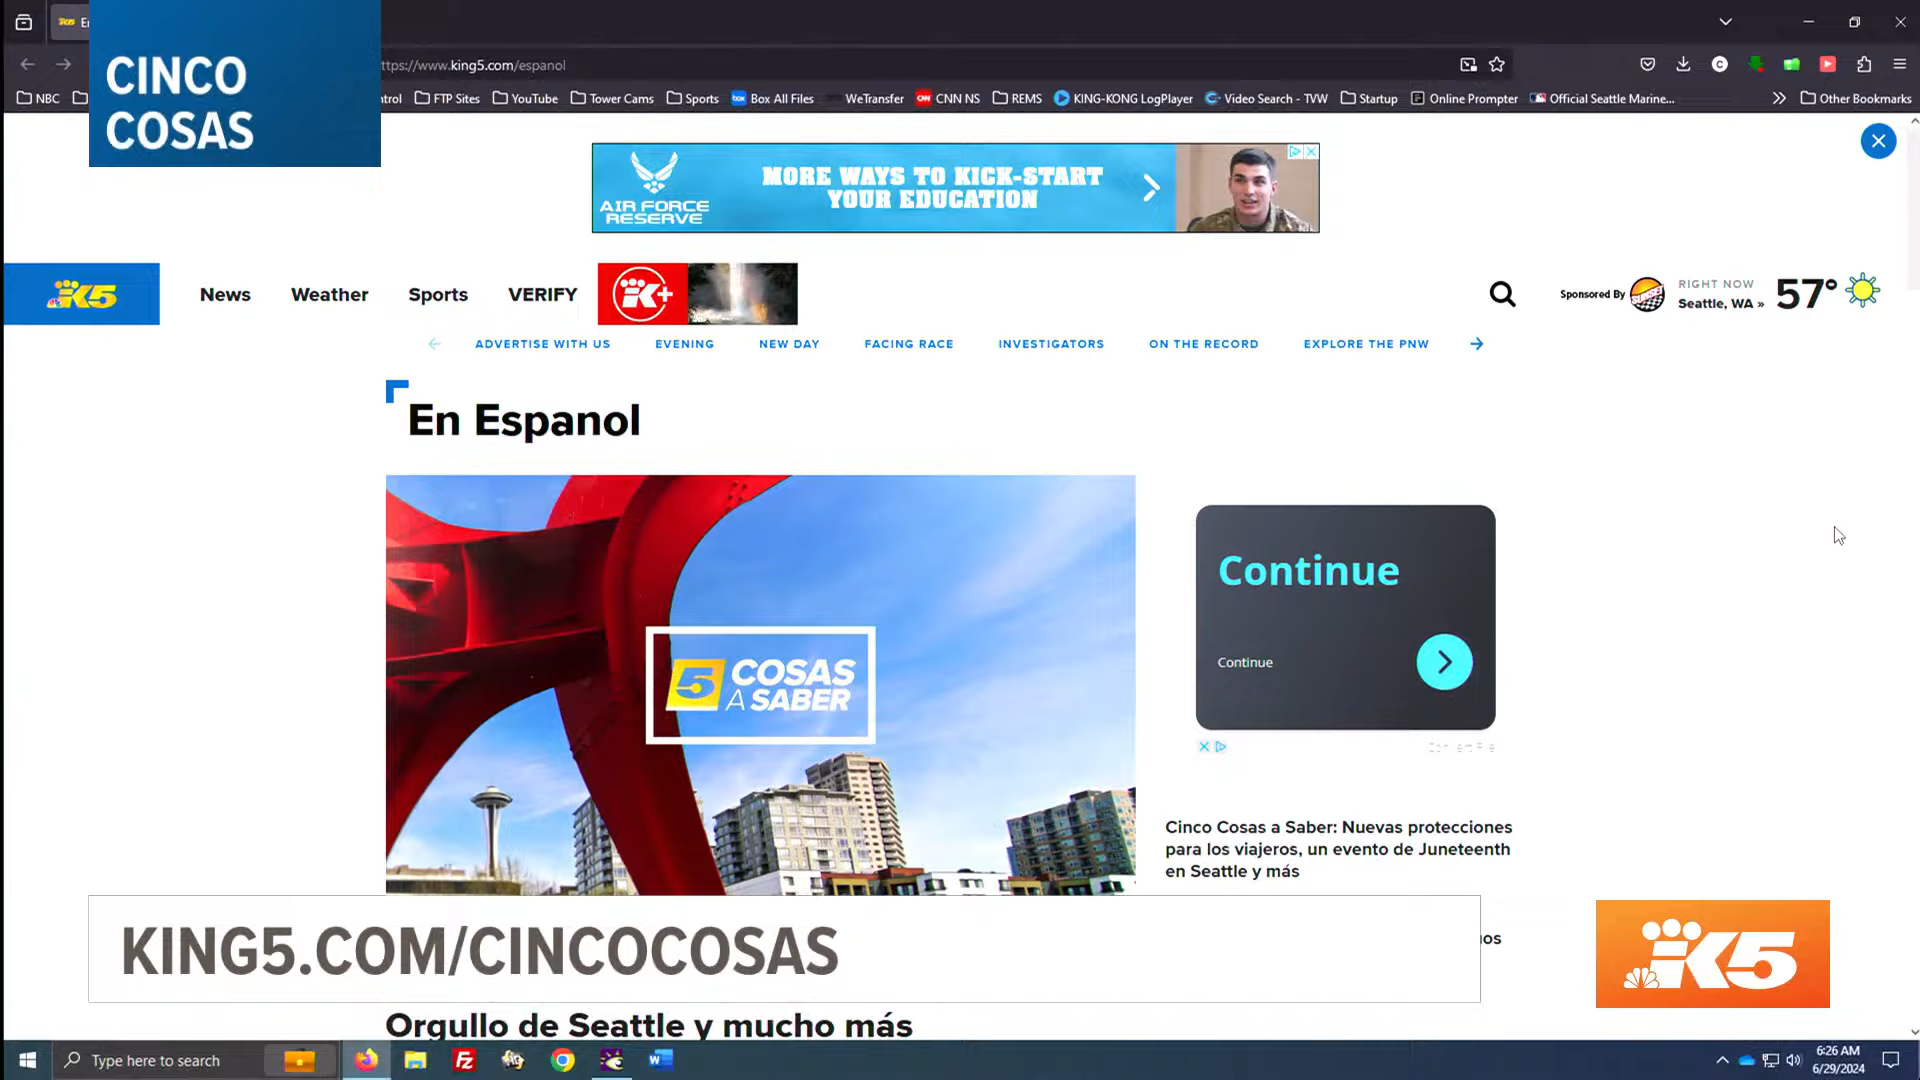 CINCO
COSAS
ttps://www.king5.com/espanol
NBC
ntrol
FTP Sites
YouTube
Tower Cams
Sports
Box All Files
WeTransfer
CNN NS
REMS
KING-KONG LogPlayer
Video Search - TVW
Startup
Online Prompter
Official Seattle Marine...
Other Bookmarks
AIR FORCE
RESERVE
MORE WAYS TO KICK-START
YOUR EDUCATION
K5
News
Weather
Sports
VERIFY
K+
Sponsored By
RIGHT NOW
Seattle, WA »
57°
ADVERTISE WITH US
EVENING
NEW DAY
FACING RACE
INVESTIGATORS
ON THE RECORD
EXPLORE THE PNW
En Espanol
5 COSAS
A SABER
Continue
Continue
Cinco Cosas a Saber: Nuevas protecciones
para los viajeros, un evento de Juneteenth
en Seattle y más
KING5.COM/CINCOCOSAS
K5
Orgullo de Seattle y mucho más
Type here to search
6:26 AM
6/29/2024